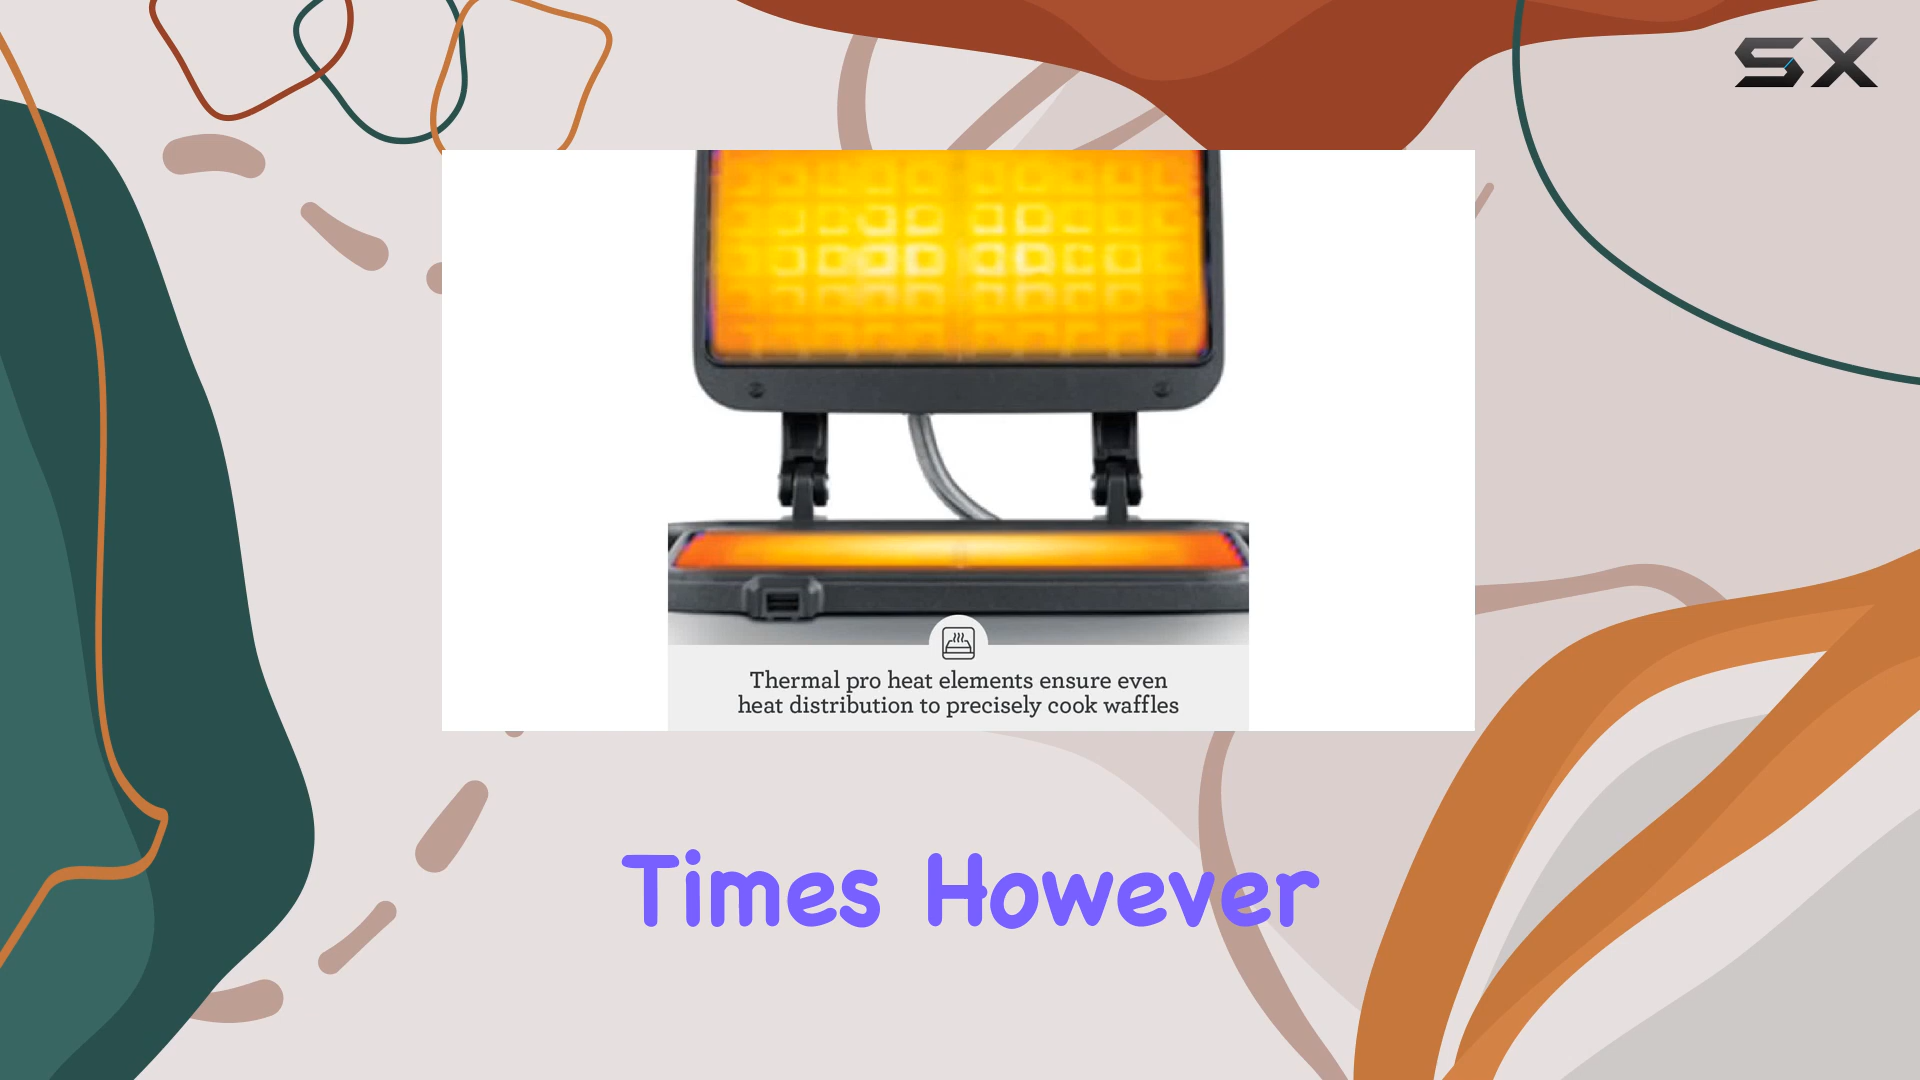 SX
Thermal pro heat elements ensure even
heat distribution to precisely cook waffles
Times However